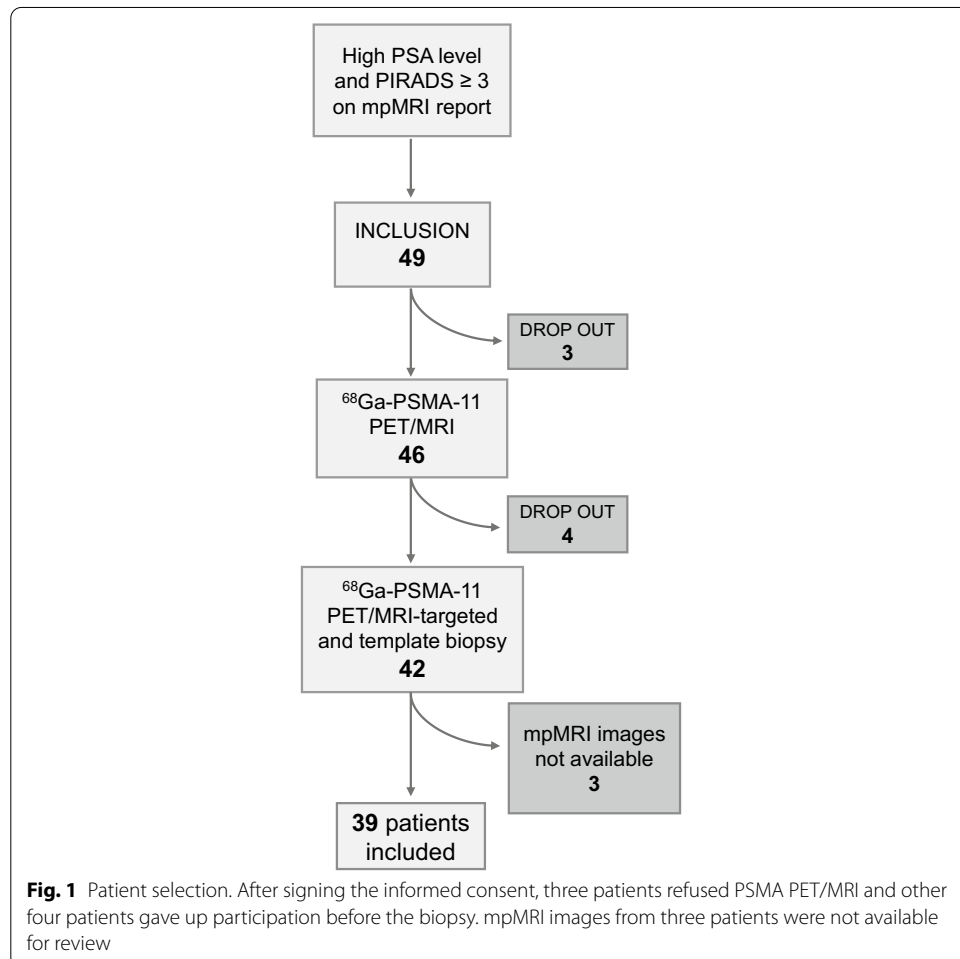 High PSA level
and PIRADS ≥ 3
on mpMRI report
INCLUSION
49
DROP OUT
3
⁶⁸Ga-PSMA-11
PET/MRI
46
DROP OUT
4
⁶⁸Ga-PSMA-11
PET/MRI-targeted
and template biopsy
42
mpMRI images
not available
3
39 patients
included
Fig. 1 Patient selection. After signing the informed consent, three patients refused PSMA PET/MRI and other
four patients gave up participation before the biopsy. mpMRI images from three patients were not available
for review